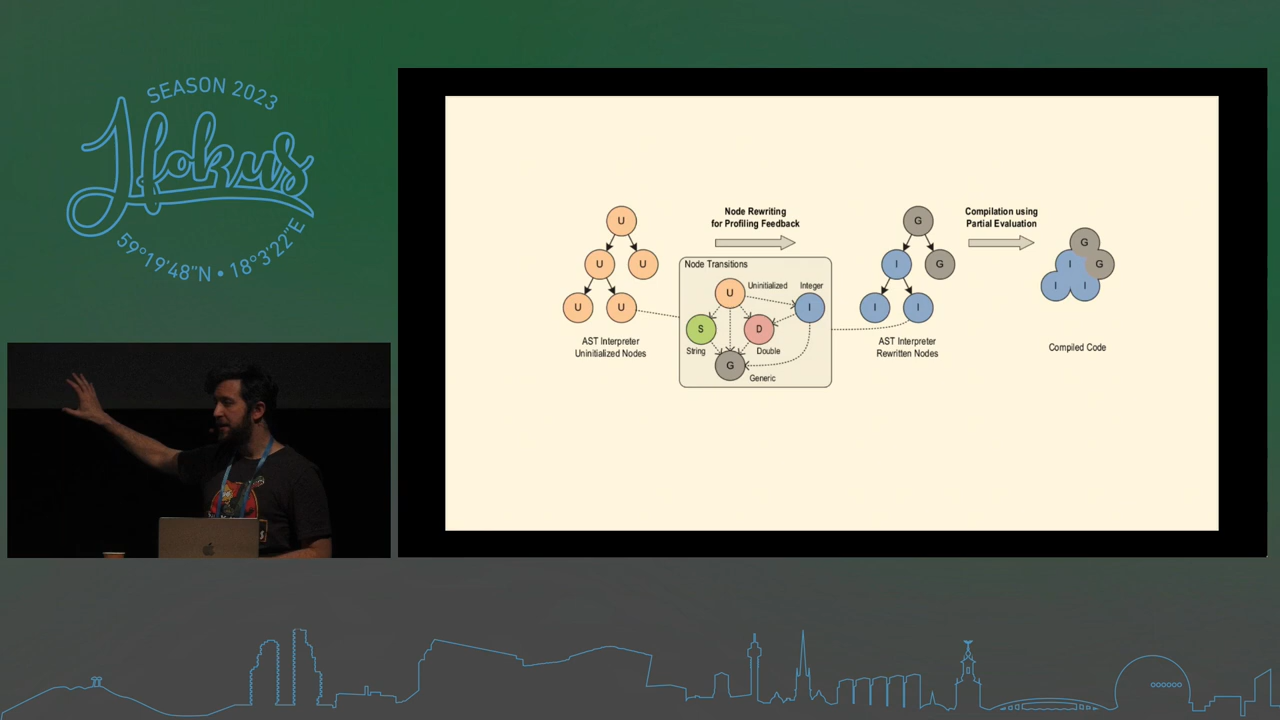 SEASON 2023
Hokus
59°19'48"N • 18°3'22"E
Node Rewriting
for Profiling Feedback
Compilation using
Partial Evaluation
U
U
U
U
U
AST Interpreter
Uninitialized Nodes
Node Transitions
U
Uninitialized
Integer
I
S
D
String
Double
G
Generic
G
I
G
I
I
AST Interpreter
Rewritten Nodes
G
I
G
I
I
Compiled Code